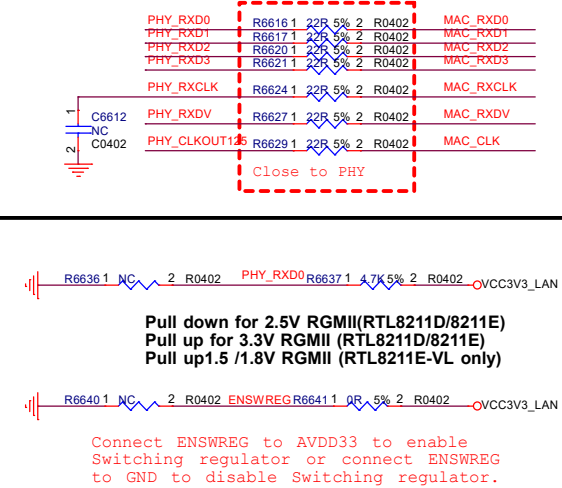 PHY_RXD0 R6616 1 22R 5% 2 R0402 MAC_RXD0
PHY_RXD1 R6617 1 22R 5% 2 R0402 MAC_RXD1
PHY_RXD2 R6620 1 22R 5% 2 R0402 MAC_RXD2
PHY_RXD3 R6621 1 22R 5% 2 R0402 MAC_RXD3
PHY_RXCLK R6624 1 22R 5% 2 R0402 MAC_RXCLK
1 C6612 NC C0402 2
PHY_RXDV R6627 1 22R 5% 2 R0402 MAC_RXDV
PHY_CLKOUT125 R6629 1 22R 5% 2 R0402 MAC_CLK
Close to PHY
R6636 1 NC 2 R0402 PHY_RXD0 R6637 1 4.7K 5% 2 R0402 VCC3V3_LAN
Pull down for 2.5V RGMII(RTL8211D/8211E)
Pull up for 3.3V RGMII (RTL8211D/8211E)
Pull up1.5 /1.8V RGMII (RTL8211E-VL only)
R6640 1 NC 2 R0402 ENSWREG R6641 1 0R 5% 2 R0402 VCC3V3_LAN
Connect ENSWREG to AVDD33 to enable
Switching regulator or connect ENSWREG
to GND to disable Switching regulator.